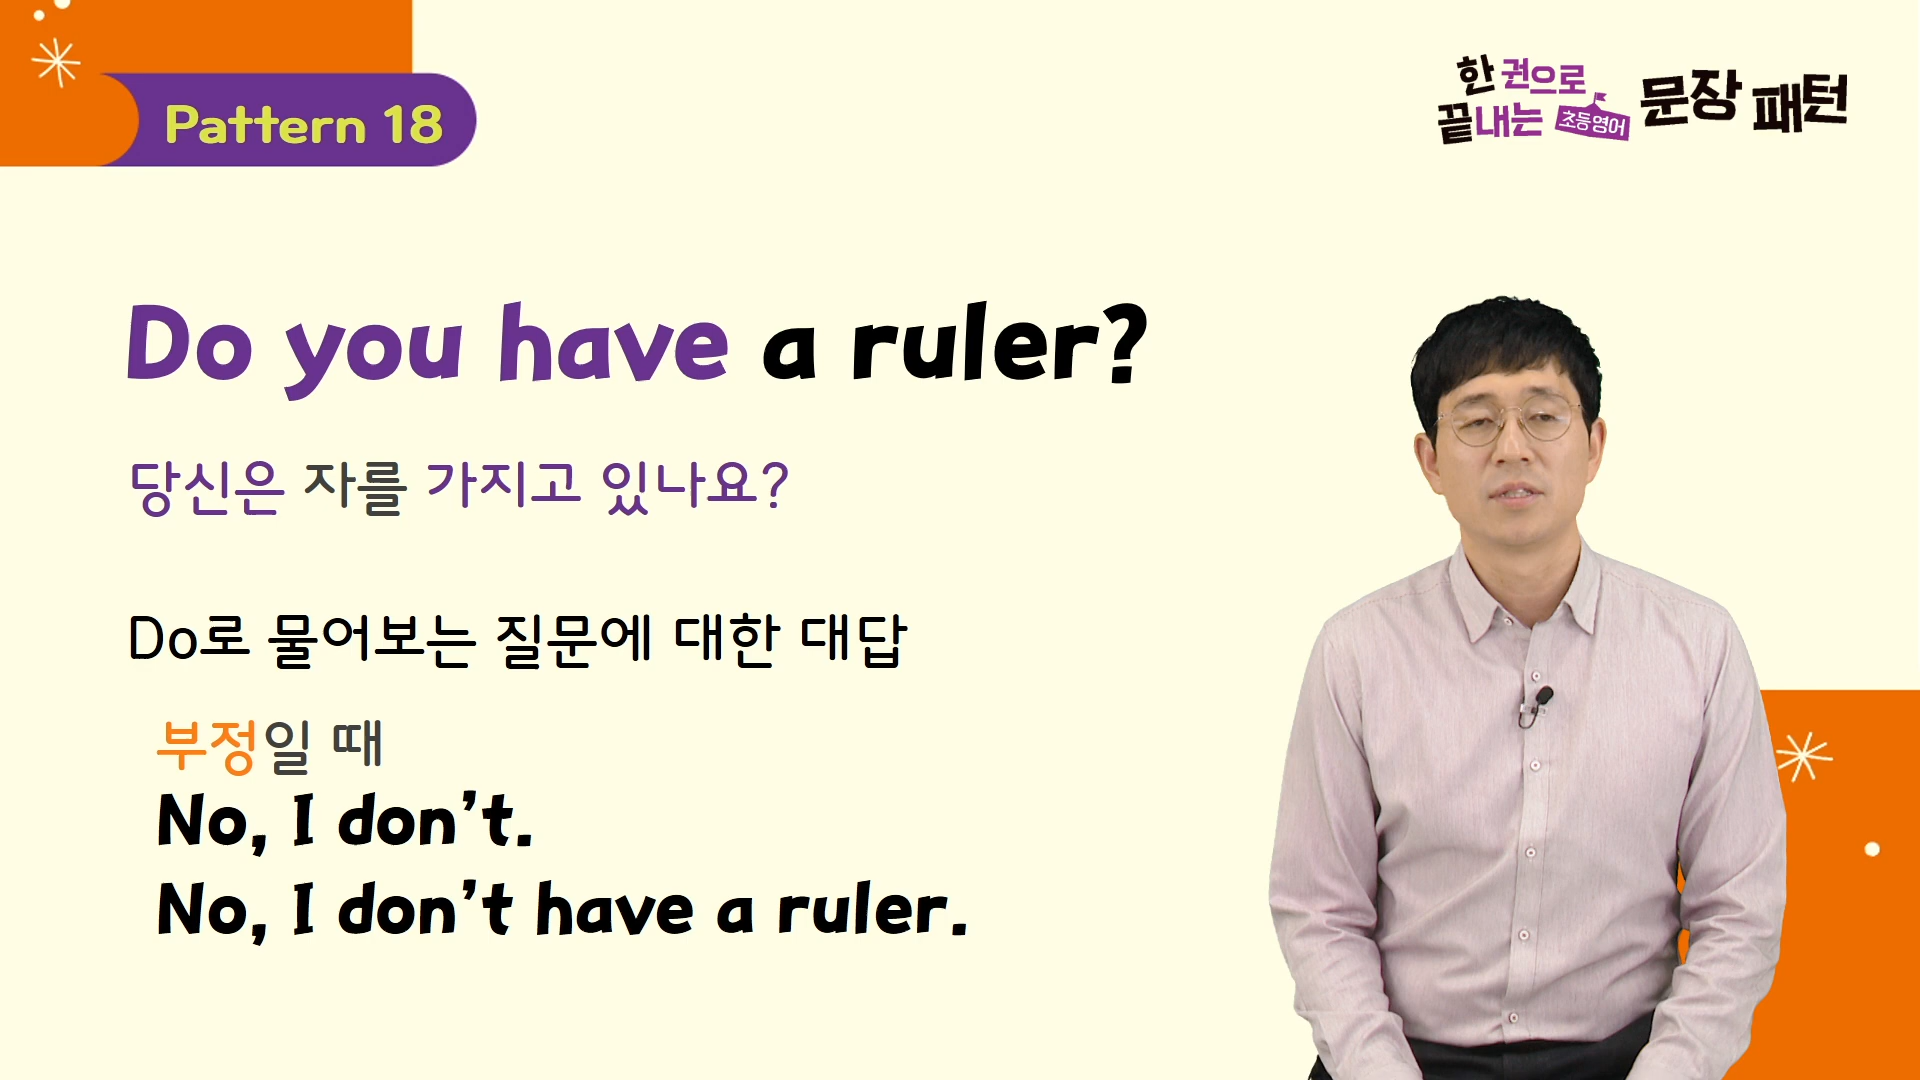 Pattern 18
한 권으로
끝내는 초등영어 문장 패턴
Do you have a ruler?
당신은 자를 가지고 있나요?
Do로 물어보는 질문에 대한 대답
부정일 때
No, I don’t.
No, I don’t have a ruler.